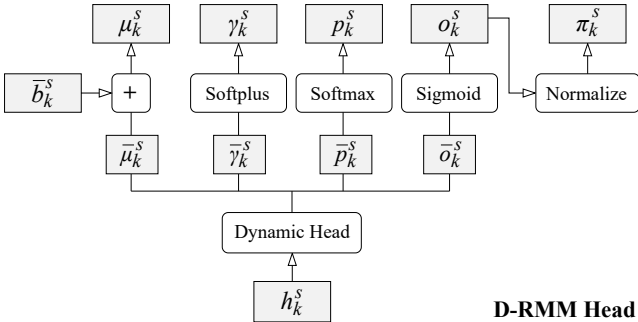 μ_k^s γ_k^s p_k^s o_k^s π_k^s
b̄_k^s + Softplus Softmax Sigmoid Normalize
μ̄_k^s γ̄_k^s p̄_k^s ō_k^s
Dynamic Head
h_k^s
D-RMM Head